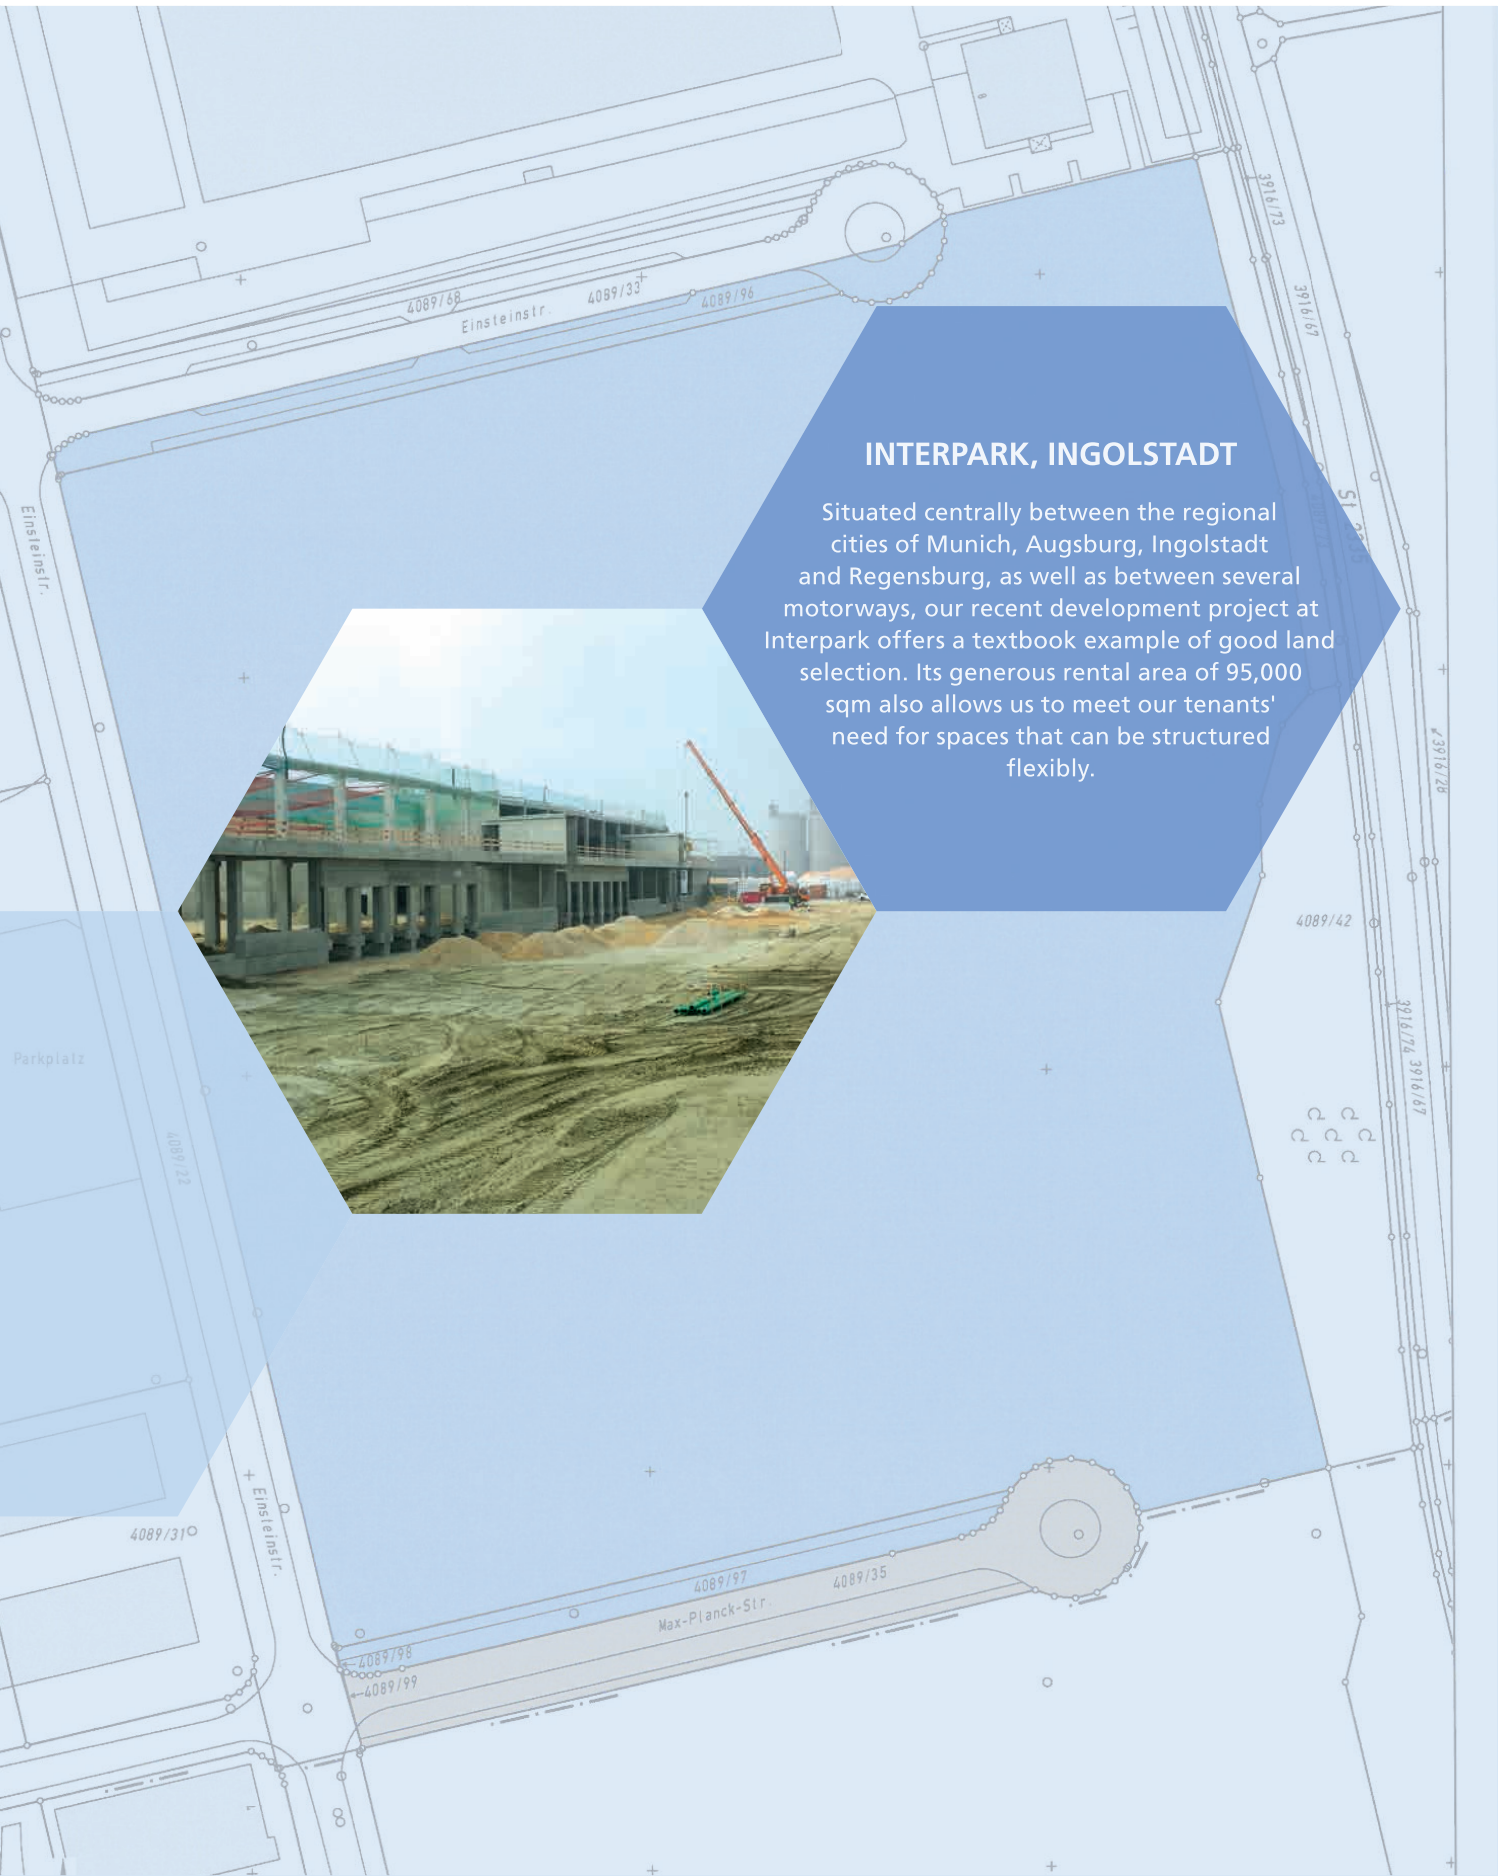 3916/73
4089/68
4089/33
4089/96
Einsteinstr.
3916/67
INTERPARK, INGOLSTADT
Situated centrally between the regional
cities of Munich, Augsburg, Ingolstadt
and Regensburg, as well as between several
motorways, our recent development project at
Interpark offers a textbook example of good land
selection. Its generous rental area of 95,000
sqm also allows us to meet our tenants'
need for spaces that can be structured
flexibly.
Einsteinstr.
3916/28
4089/42
Parkplatz
3916/74 3916/67
4089/22
Einsteinstr.
4089/31
4089/97
4089/35
Max-Planck-Str.
4089/98
4089/99